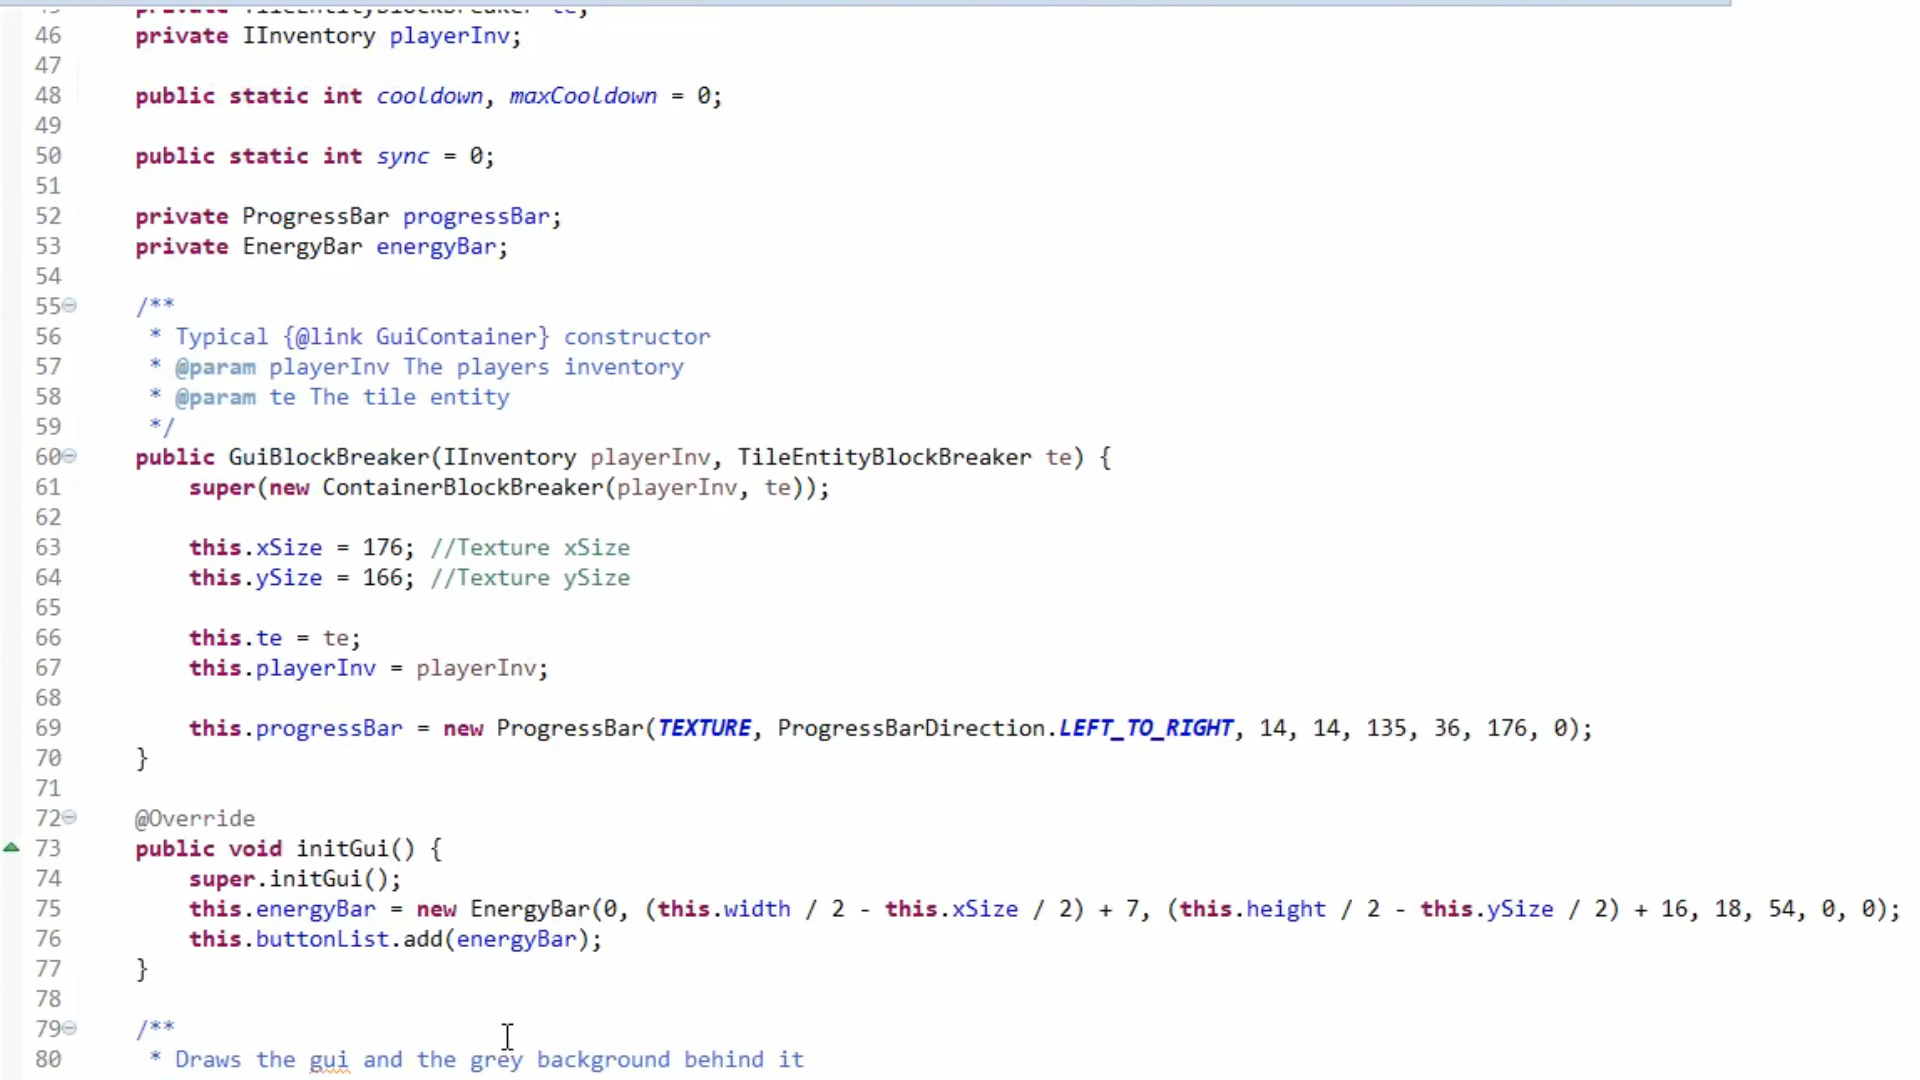 46 private IInventory playerInv;
47
48 public static int cooldown, maxCooldown = 0;
49
50 public static int sync = 0;
51
52 private ProgressBar progressBar;
53 private EnergyBar energyBar;
54
55 /**
56 * Typical {@link GuiContainer} constructor
57 * @param playerInv The players inventory
58 * @param te The tile entity
59 */
60 public GuiBlockBreaker(IInventory playerInv, TileEntityBlockBreaker te) {
61 super(new ContainerBlockBreaker(playerInv, te));
62
63 this.xSize = 176; //Texture xSize
64 this.ySize = 166; //Texture ySize
65
66 this.te = te;
67 this.playerInv = playerInv;
68
69 this.progressBar = new ProgressBar(TEXTURE, ProgressBarDirection.LEFT_TO_RIGHT, 14, 14, 135, 36, 176, 0);
70 }
71
72 @Override
73 public void initGui() {
74 super.initGui();
75 this.energyBar = new EnergyBar(0, (this.width / 2 - this.xSize / 2) + 7, (this.height / 2 - this.ySize / 2) + 16, 18, 54, 0, 0);
76 this.buttonList.add(energyBar);
77 }
78
79 /**
80 * Draws the gui and the grey background behind it